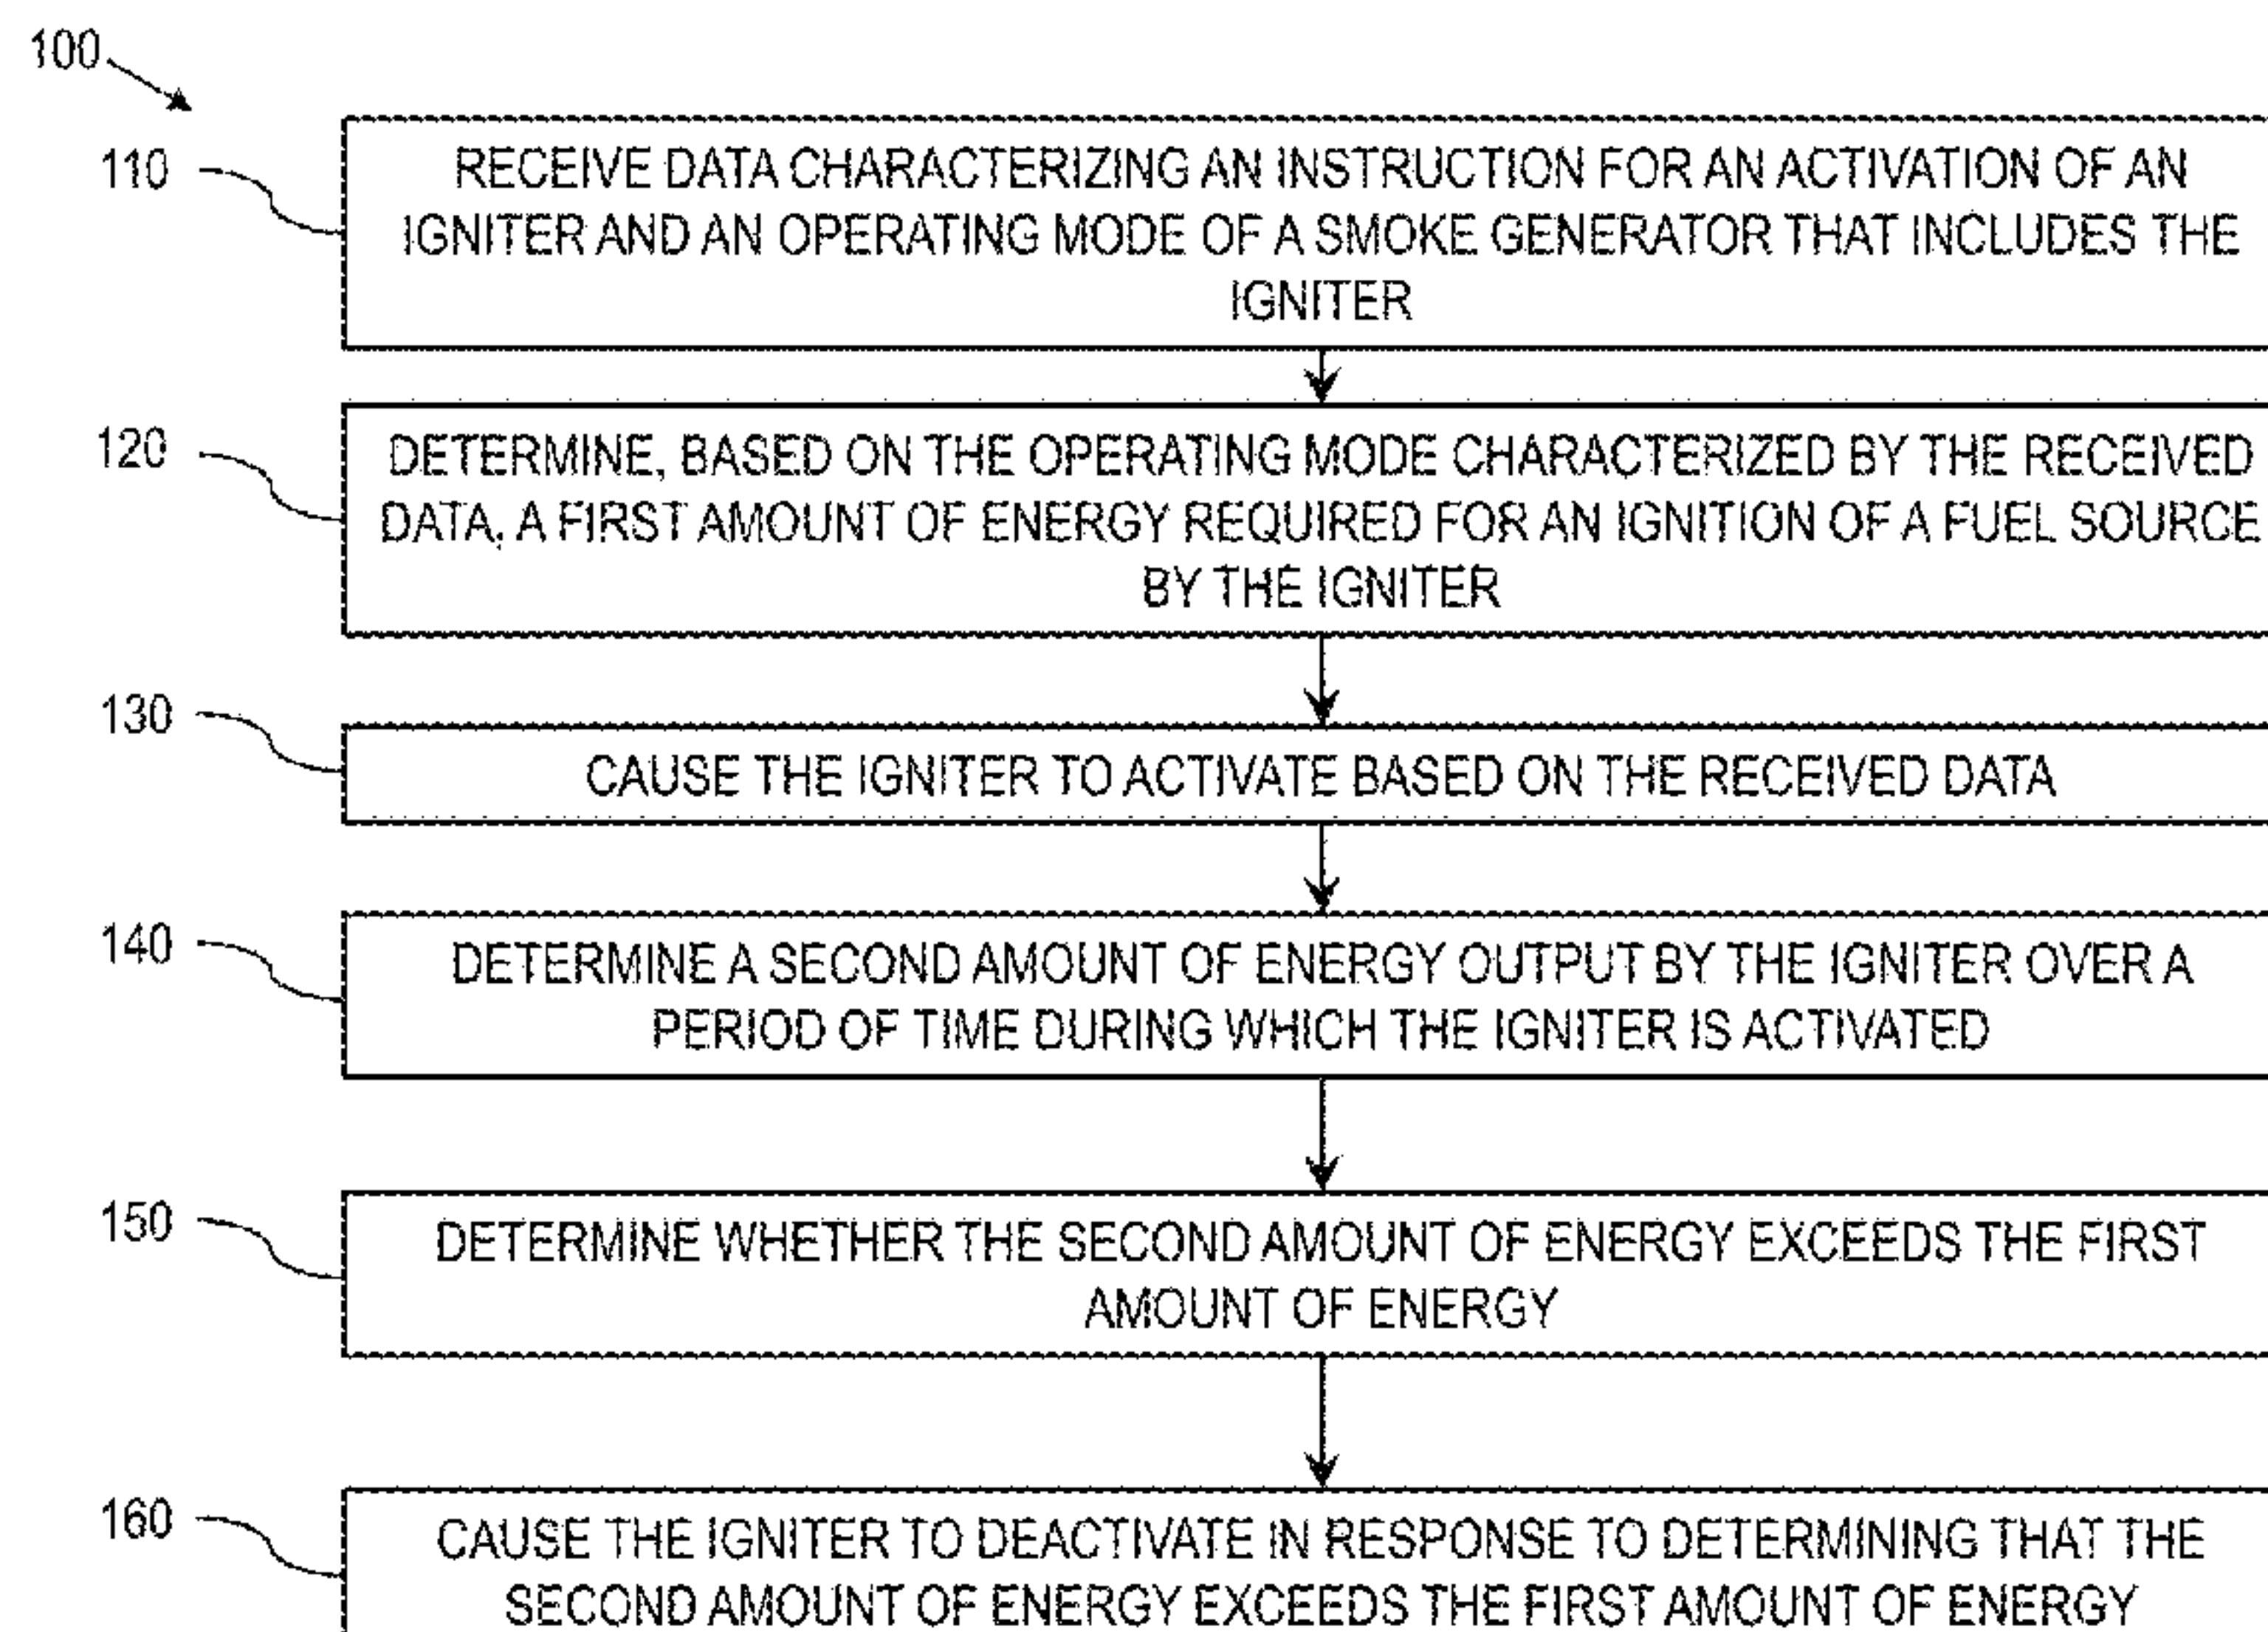 100
110
RECEIVE DATA CHARACTERIZING AN INSTRUCTION FOR AN ACTIVATION OF AN
IGNITER AND AN OPERATING MODE OF A SMOKE GENERATOR THAT INCLUDES THE
IGNITER
120
DETERMINE, BASED ON THE OPERATING MODE CHARACTERIZED BY THE RECEIVED
DATA, A FIRST AMOUNT OF ENERGY REQUIRED FOR AN IGNITION OF A FUEL SOURCE
BY THE IGNITER
130
CAUSE THE IGNITER TO ACTIVATE BASED ON THE RECEIVED DATA
140
DETERMINE A SECOND AMOUNT OF ENERGY OUTPUT BY THE IGNITER OVER A
PERIOD OF TIME DURING WHICH THE IGNITER IS ACTIVATED
150
DETERMINE WHETHER THE SECOND AMOUNT OF ENERGY EXCEEDS THE FIRST
AMOUNT OF ENERGY
160
CAUSE THE IGNITER TO DEACTIVATE IN RESPONSE TO DETERMINING THAT THE
SECOND AMOUNT OF ENERGY EXCEEDS THE FIRST AMOUNT OF ENERGY